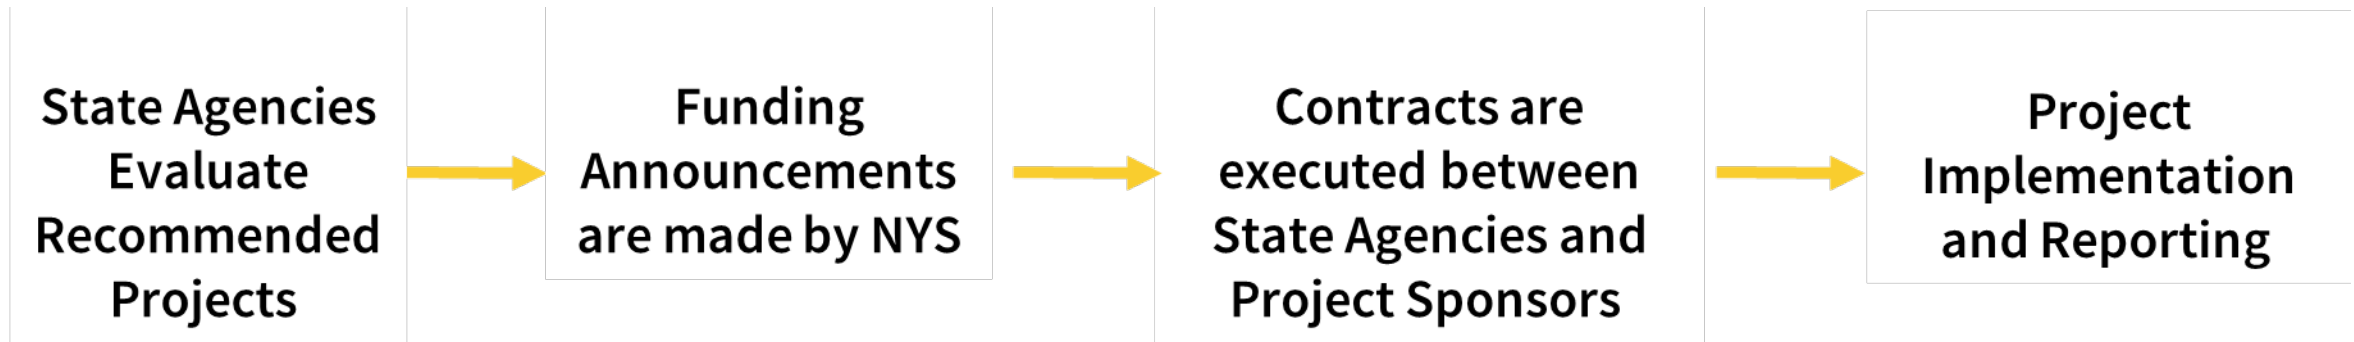 State Agencies
Evaluate
Recommended
Projects
Funding
Announcements
are made by NYS
Contracts are
executed between
State Agencies and
Project Sponsors
Project
Implementation
and Reporting